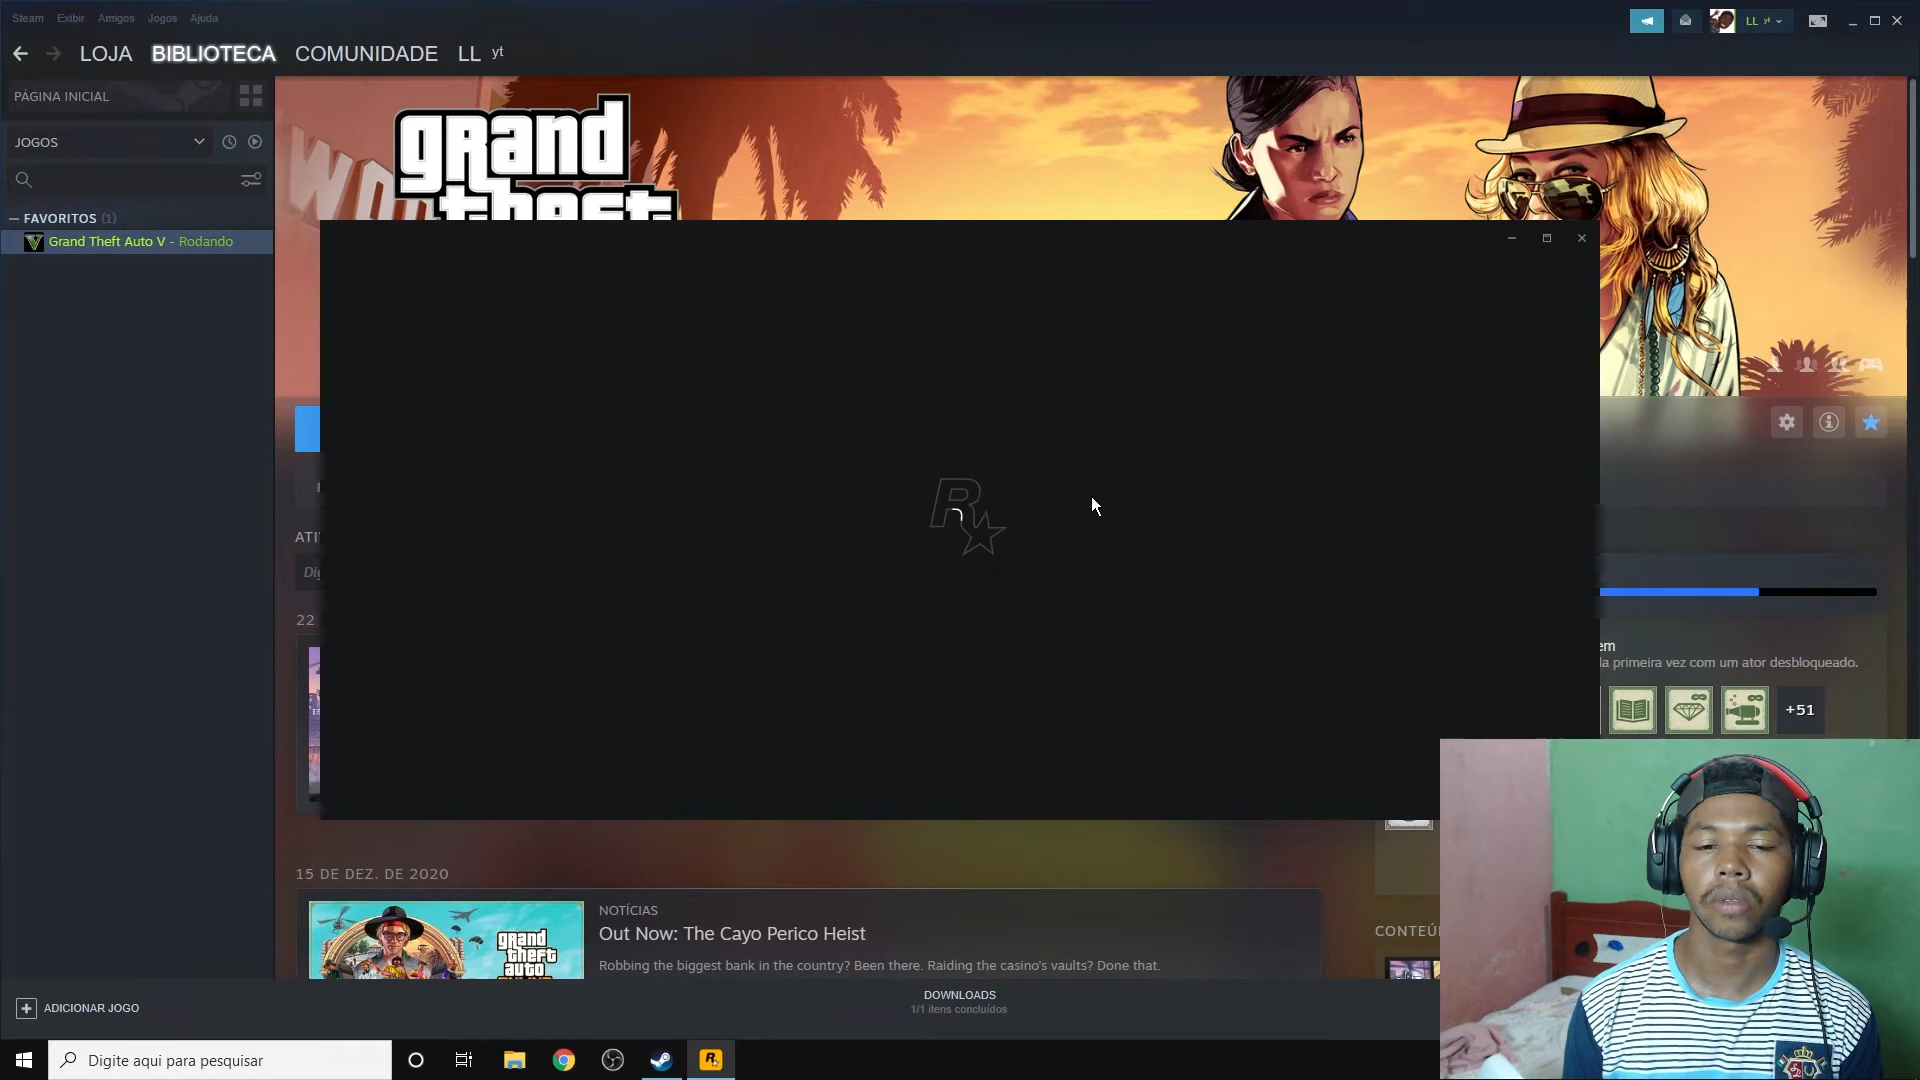 Steam Exibir Amigos Jogos Ajuda
LL yt
LOJA BIBLIOTECA COMUNIDADE LL yt
PÁGINA INICIAL
JOGOS
FAVORITOS (1)
Grand Theft Auto V - Rodando
grand
theft
ATI
Dig
22
em
la primeira vez com um ator desbloqueado.
+51
15 DE DEZ. DE 2020
NOTÍCIAS
Out Now: The Cayo Perico Heist
Robbing the biggest bank in the country? Been there. Raiding the casino's vaults? Done that.
grand
theft
auto
CONTEÚ
ADICIONAR JOGO
DOWNLOADS
1/1 itens concluídos
Digite aqui para pesquisar